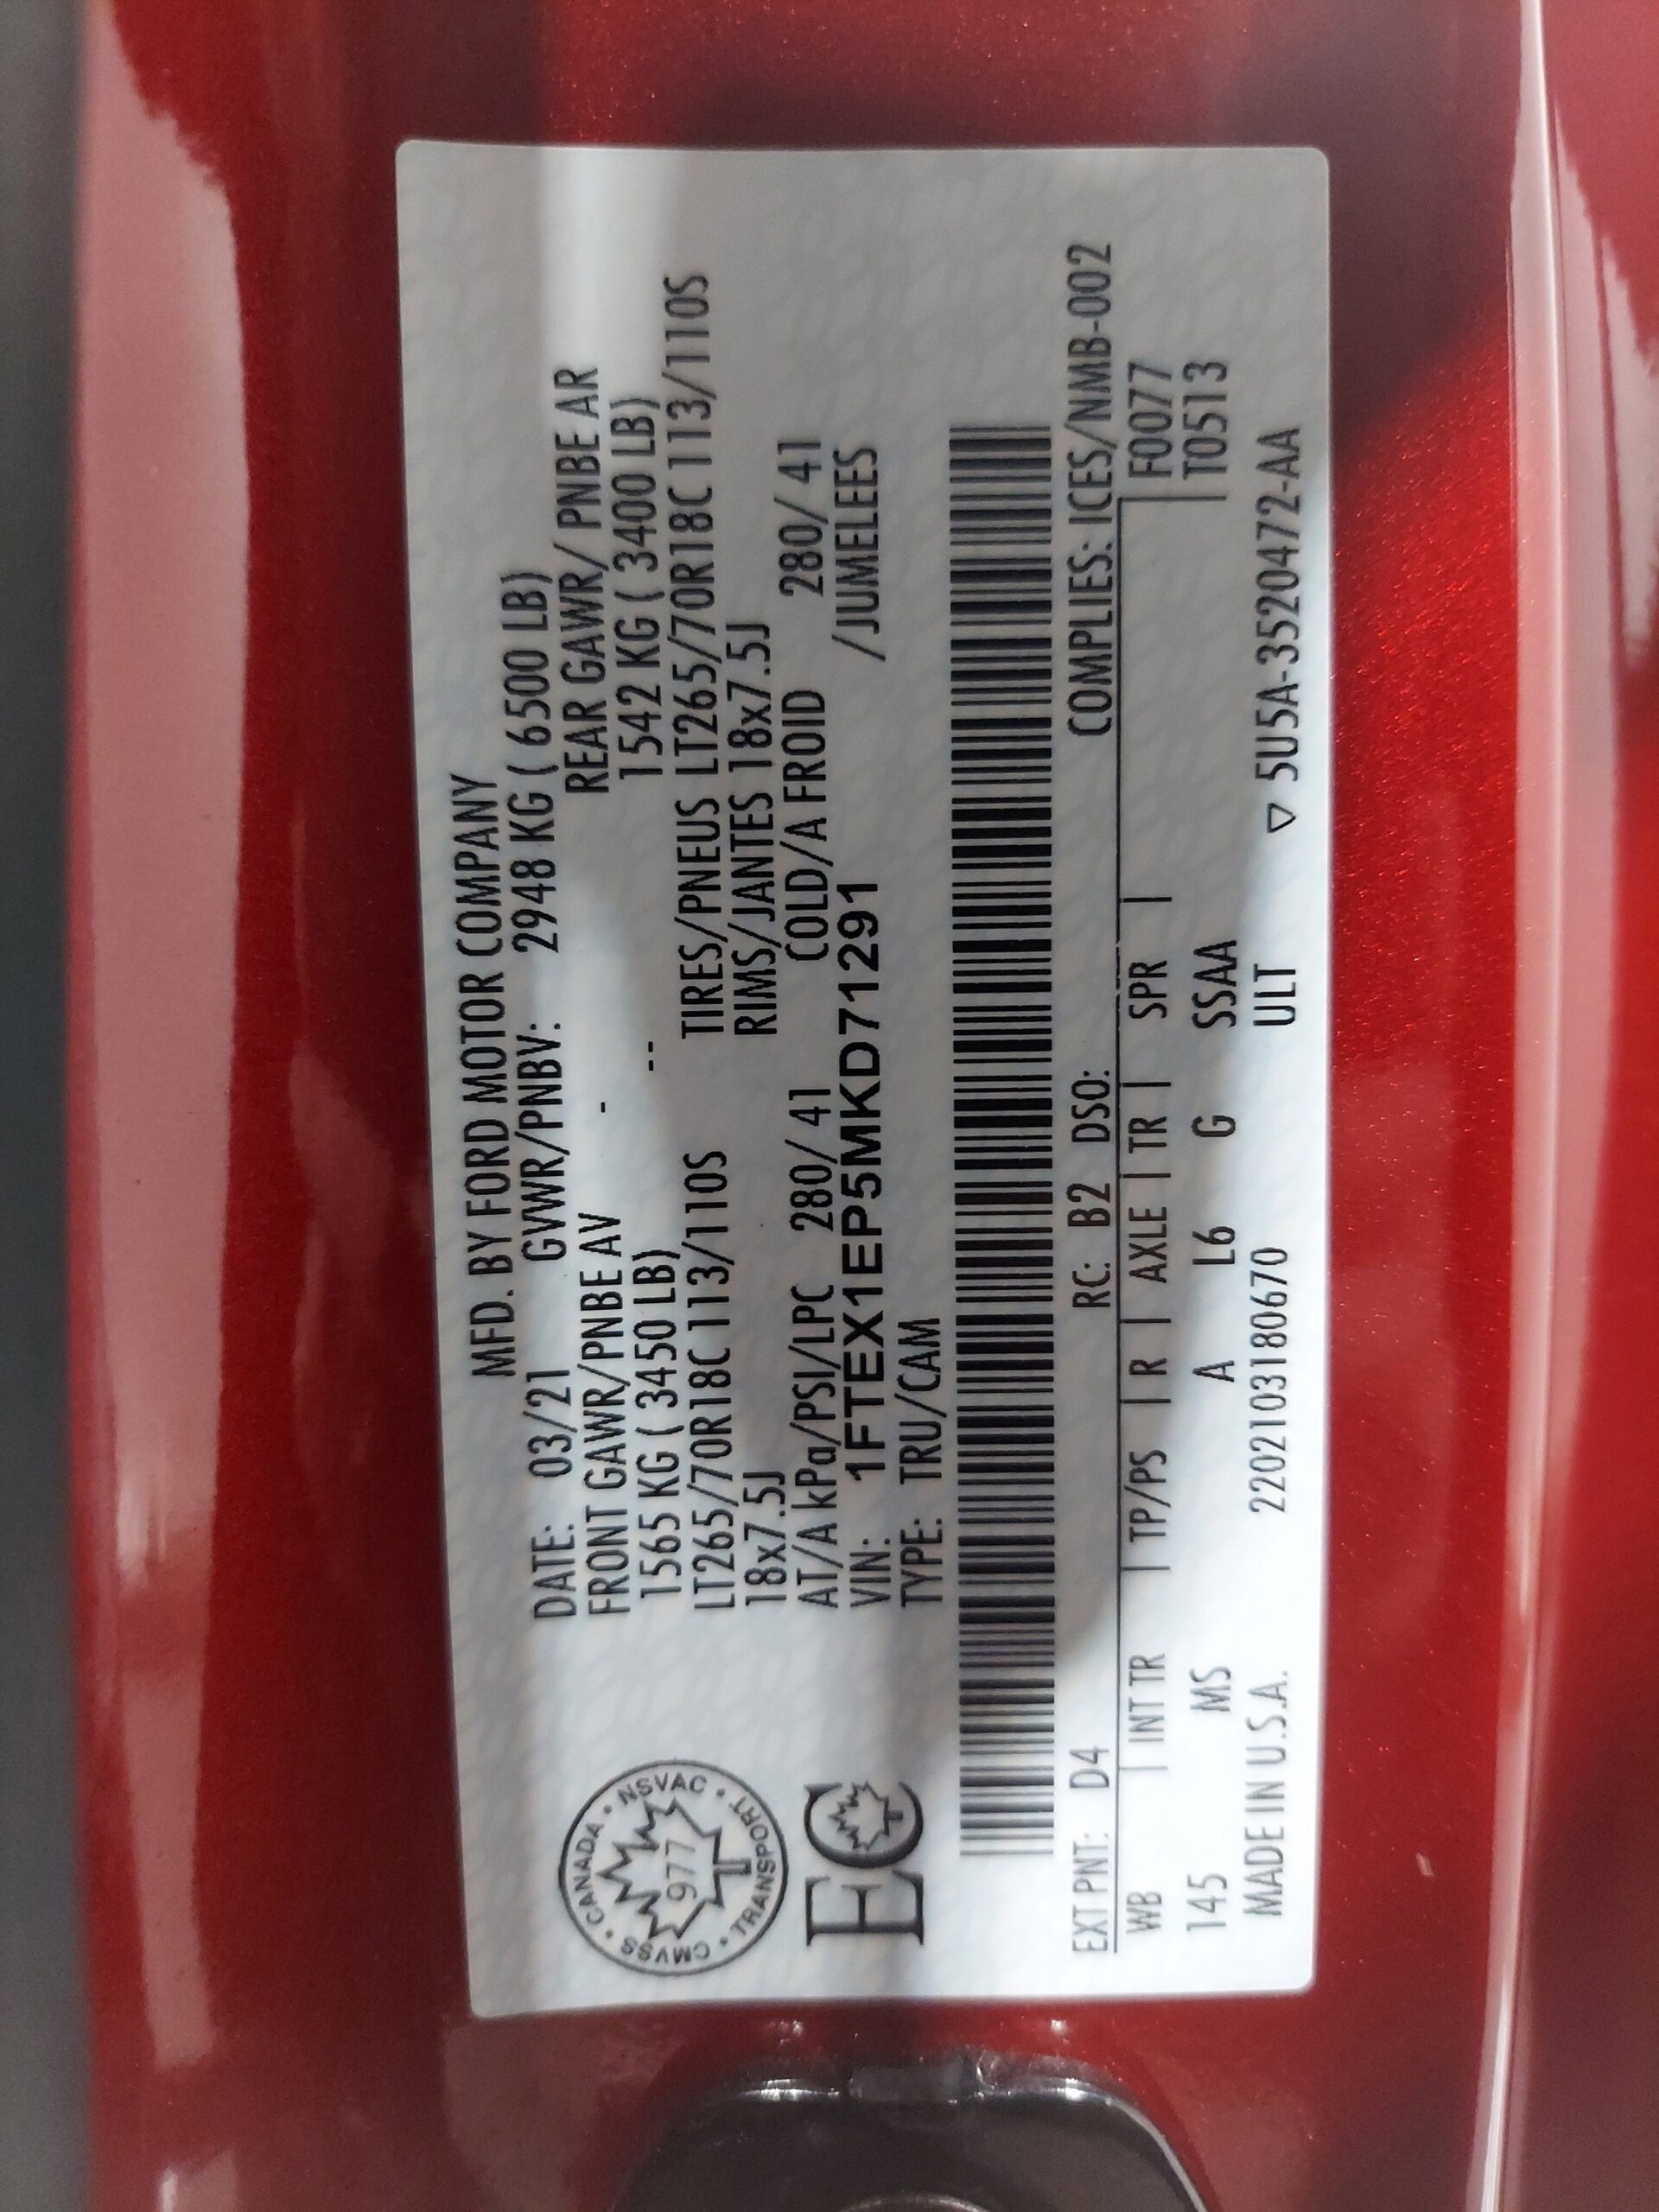 MFD. BY FORD MOTOR COMPANY
DATE: 03/21 GVWR/PNBV: 2948 KG ( 6500 LB)
FRONT GAWR/PNBE AV - REAR GAWR/ PNBE AR
1565 KG ( 3450 LB) -- 1542 KG ( 3400 LB)
LT265/70R18C 113/110S TIRES/PNEUS LT265/70R18C 113/110S
18x7.5J RIMS/JANTES 18x7.5J
AT/A kPa/PSI/LPC 280/ 41 COLD/A FROID 280/ 41
VIN: 1FTEX1EP5MKD71291 /JUMELEES
TYPE: TRU/CAM
CMVSS • CANADA • NSVAC • TRANSPORT •
977
EC
EXT PNT: D4 RC: B2 DSO: COMPLIES: ICES/NMB-002
WB | INT TR | TP/PS | R | AXLE | TR | SPR | | F0077
145 MS A L6 G SSAA | T0513
MADE IN U.S.A. 220210318067​0 ULT ▽ 5U5A-3520472-AA